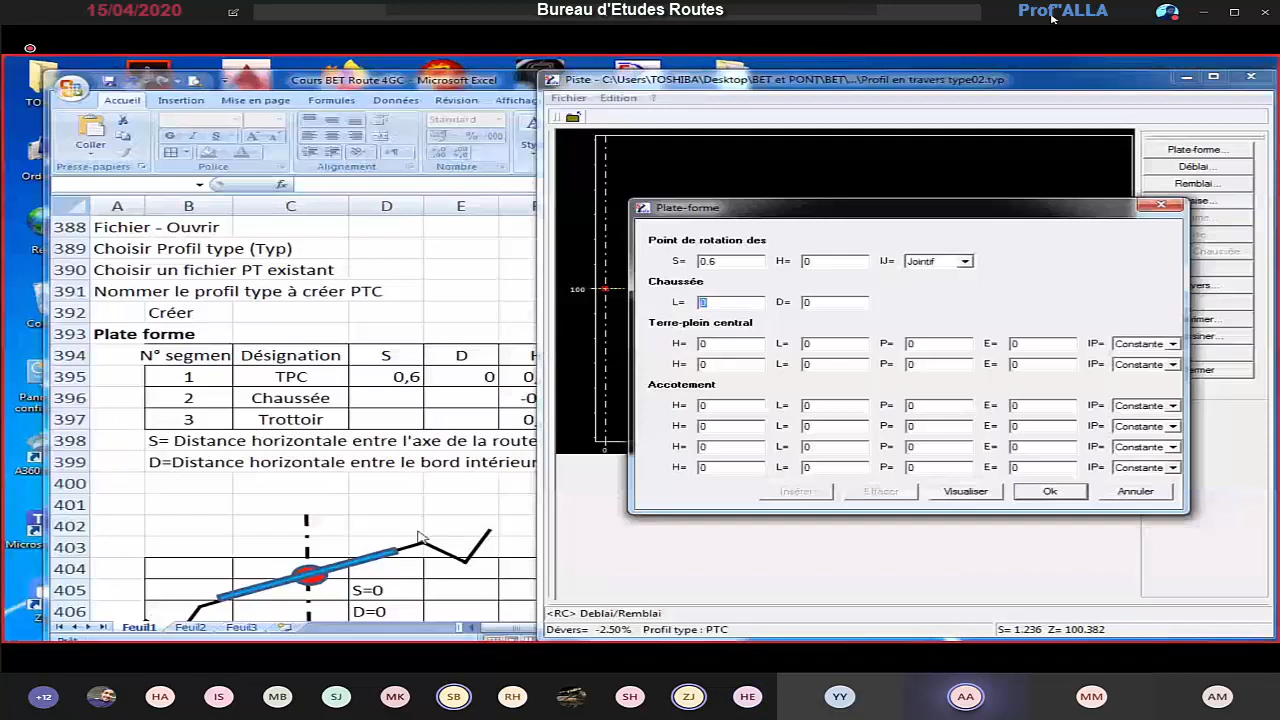 15/04/2020
Bureau d'Etudes Routes
Prof"ALLA
Cours BET Route 4GC - Microsoft Excel
Accueil Insertion Mise en page Formules Données Révision Affichag
Coller
Standard
000
Presse-papiers Police Alignement Nombre
A B C D E
388 Fichier - Ouvrir
389 Choisir Profil type (Typ)
390 Choisir un fichier PT existant
391 Nommer le profil type à créer PTC
392 Créer
393 Plate forme
394 N° segmen Désignation S D H
395 1 TPC 0,6 0 0,
396 2 Chaussée -0
397 3 Trottoir 0,
398 S= Distance horizontale entre l'axe de la route
399 D=Distance horizontale entre le bord intérieur
400
401
402
403
404
405 S=0
406 D=0
Feuil1 Feuil2 Feuil3
Piste - C:\Users\TOSHIBA\Desktop\BET et PONT\BET\...\Profil en travers type02.typ
Fichier Edition ?
100
0
Plate-forme...
Déblai...
Remblai...
Plate-forme
Point de rotation des
S= 0.6 H= 0 IJ= Jointif
Chaussée
L= 0 D= 0
Terre-plein central
H= 0 L= 0 P= 0 E= 0 IP= Constante
H= 0 L= 0 P= 0 E= 0 IP= Constante
Accotement
H= 0 L= 0 P= 0 E= 0 IP= Constante
H= 0 L= 0 P= 0 E= 0 IP= Constante
H= 0 L= 0 P= 0 E= 0 IP= Constante
H= 0 L= 0 P= 0 E= 0 IP= Constante
Insérer Effacer Visualiser Ok Annuler
<RC> Deblai/Remblai
Dévers= -2.50% Profil type : PTC
S= 1.236 Z= 100.382
+12 HA IS MB SJ MK SB RH SH ZJ HE YY AA MM AM